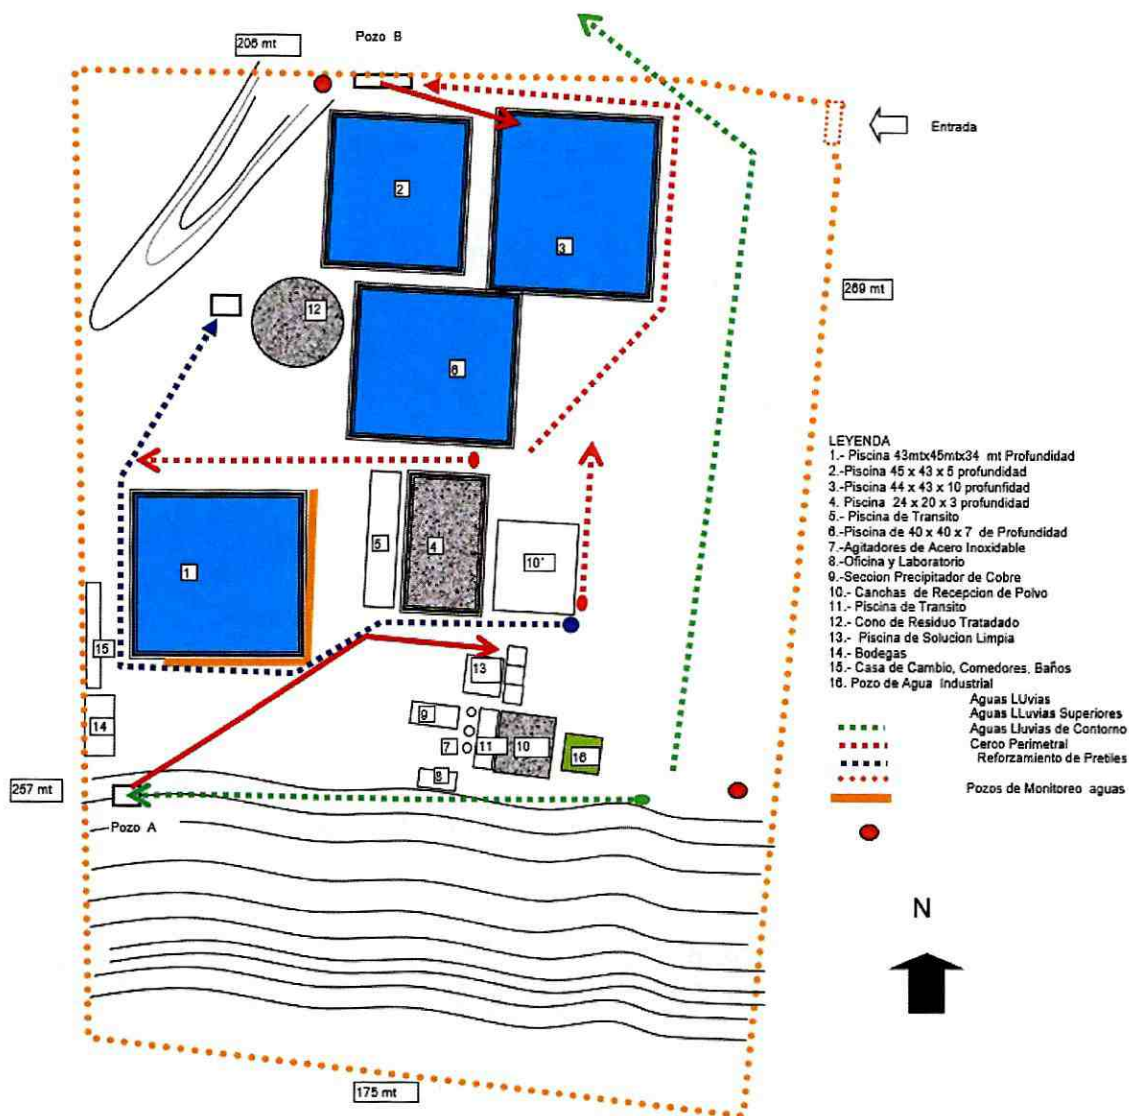 206 mt
Pozo B
Entrada
2
3
269 mt
12
6
LEYENDA
1.- Piscina 43mtx45mtx34 mt Profundidad
2.-Piscina 45 x 43 x 5 profundidad
3.-Piscina 44 x 43 x 10 profunfidad
4. Piscina 24 x 20 x 3 profundidad
5.- Piscina de Transito
6.-Piscina de 40 x 40 x 7 de Profundidad
7.-Agitadores de Acero Inoxidable
8.-Oficina y Laboratorio
9.-Seccion Precipitador de Cobre
10.- Canchas de Recepcion de Polvo
11.- Piscina de Transito
12.- Cono de Residuo Tratadado
13.- Piscina de Solucion Limpia
14.- Bodegas
15.- Casa de Cambio, Comedores, Baños
16. Pozo de Agua Industrial
Aguas LUvias
Aguas LLuvias Superiores
Aguas Lluvias de Contorno
Cerco Perimetral
Reforzamiento de Pretiles
Pozos de Monitoreo aguas
5
4
10'
1
15
13
14
9
7
11
10
16
8
257 mt
Pozo A
N
175 mt